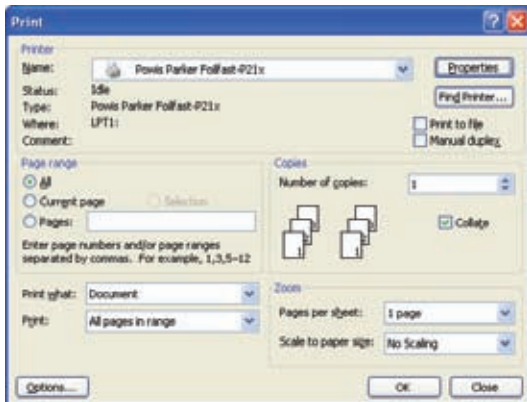 Print
Printer
Name: Powis Parker Foilfast-P21x Properties
Status: Idle Find Printer...
Type: Powis Parker Foilfast-P21x
Where: LPT1: Print to file
Comment: Manual duplex
Page range
All
Current page Selection
Pages:
Enter page numbers and/or page ranges
separated by commas. For example, 1,3,5-12
Copies
Number of copies: 1
Collate
Print what: Document
Print: All pages in range
Zoom
Pages per sheet: 1 page
Scale to paper size: No Scaling
Options... OK Close